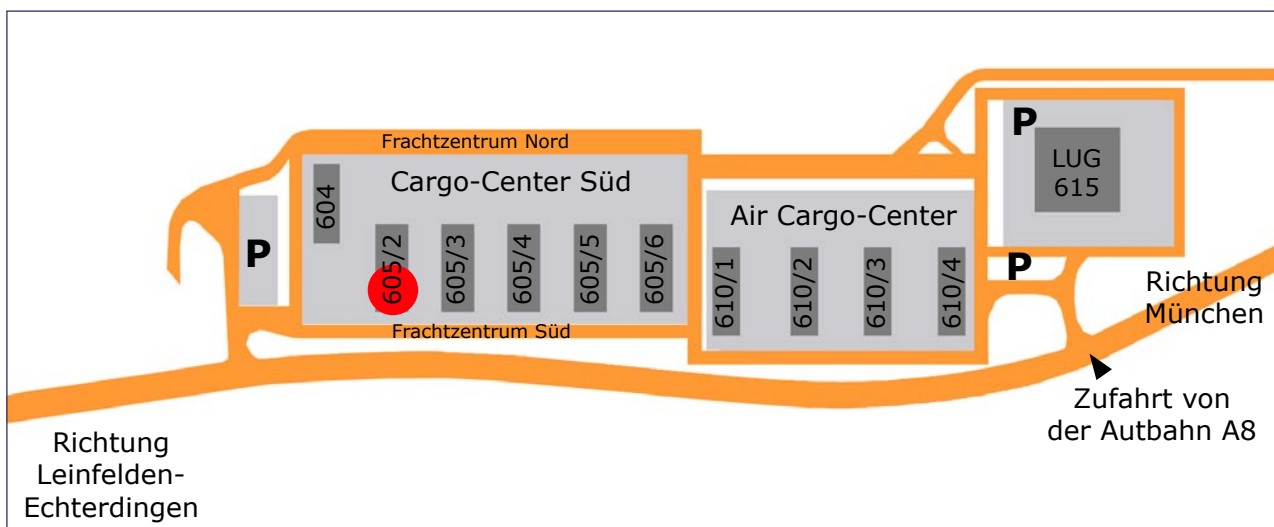 Frachtzentrum Nord
P
LUG
615
604
Cargo-Center Süd
Air Cargo-Center
P
605/2
605/3
605/4
605/5
605/6
610/1
610/2
610/3
610/4
P
Richtung
München
Frachtzentrum Süd
Zufahrt von
der Autbahn A8
Richtung
Leinfelden-
Echterdingen